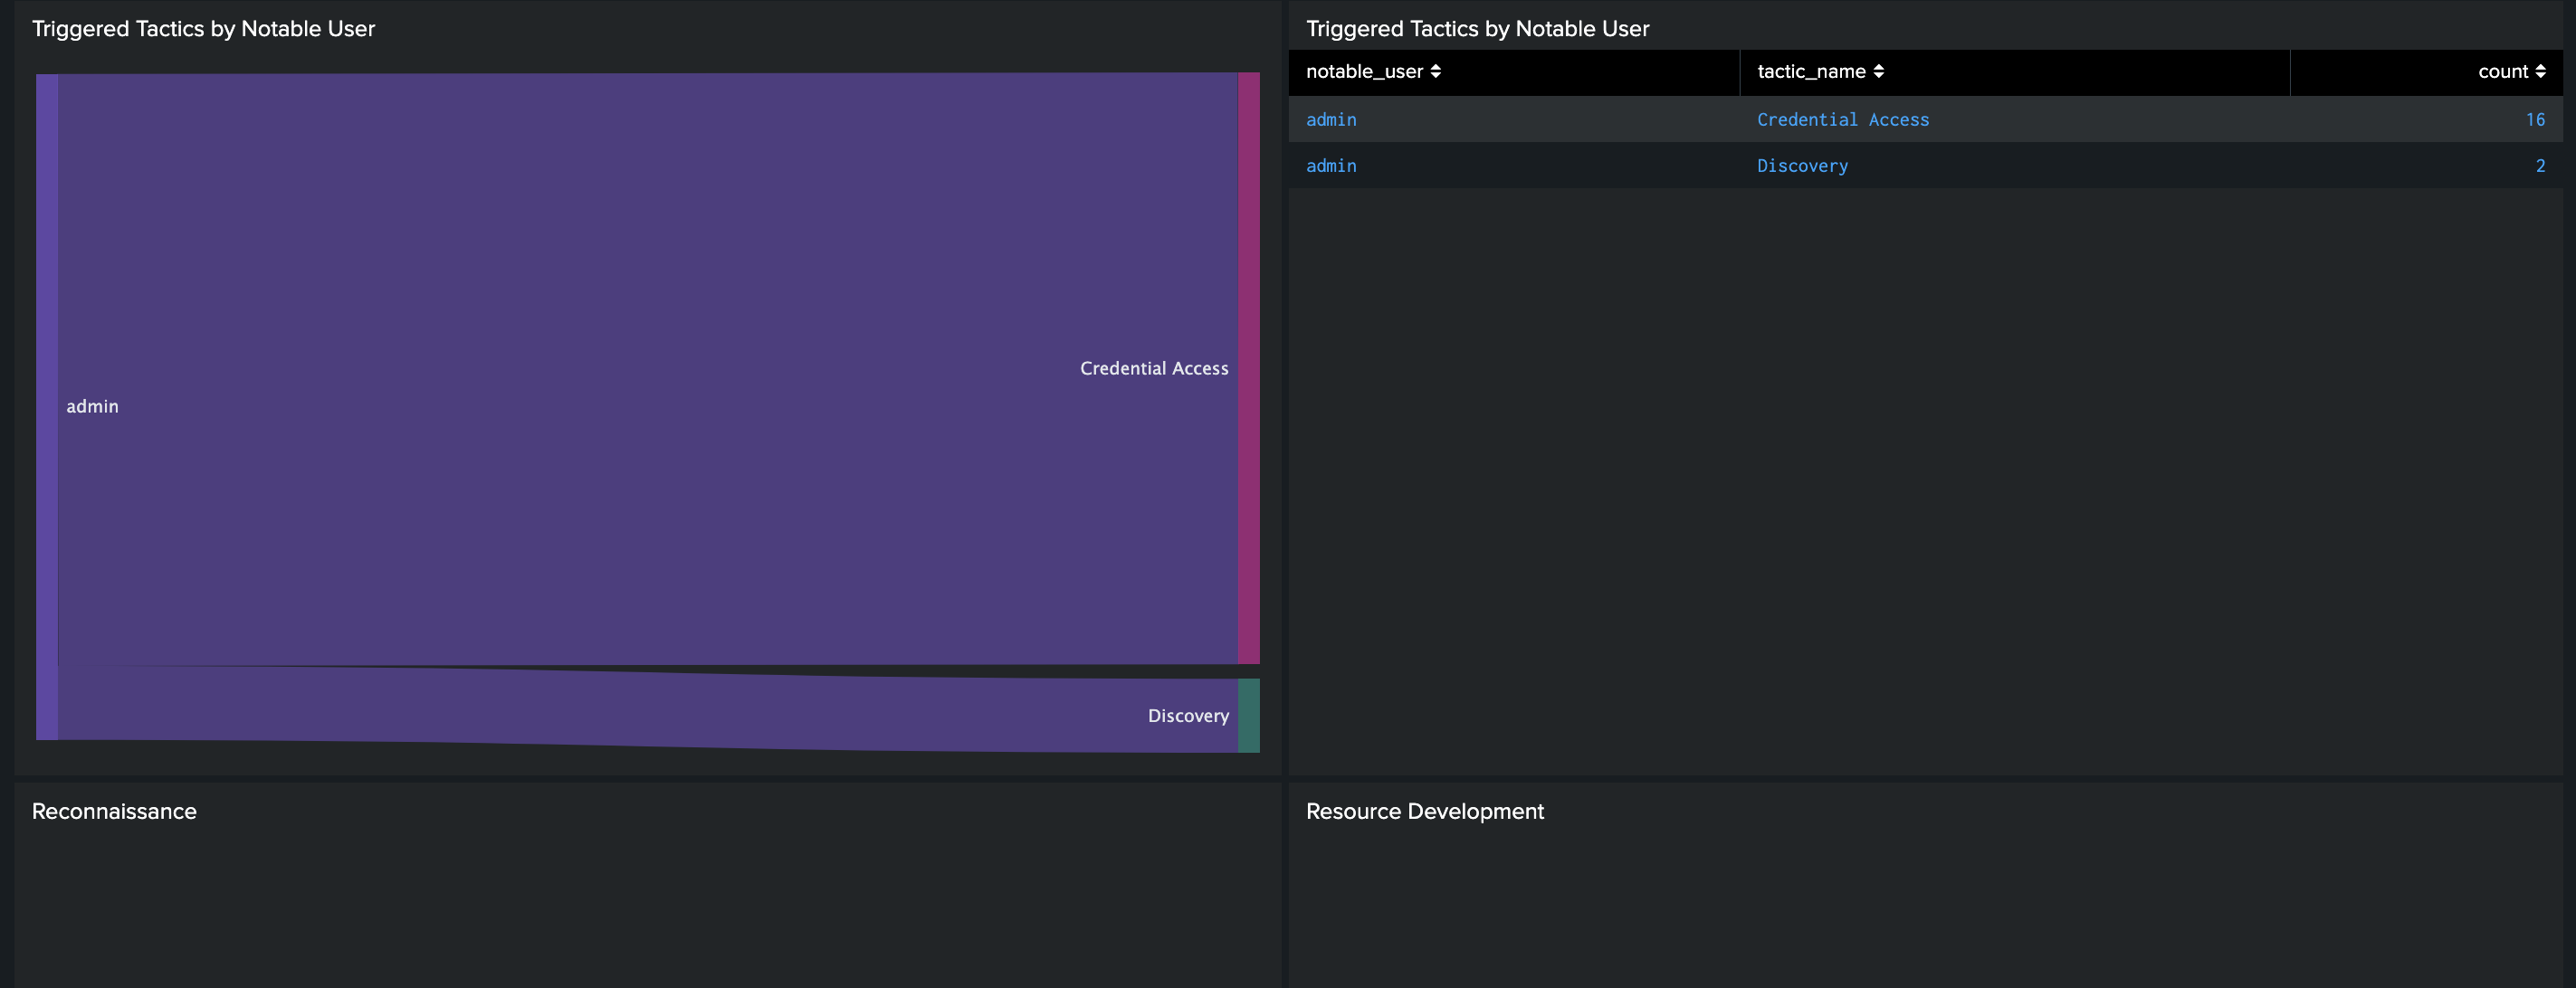 Triggered Tactics by Notable User
admin
Credential Access
Discovery
Triggered Tactics by Notable User
notable_user tactic_name count
admin Credential Access 16
admin Discovery 2
Reconnaissance
Resource Development